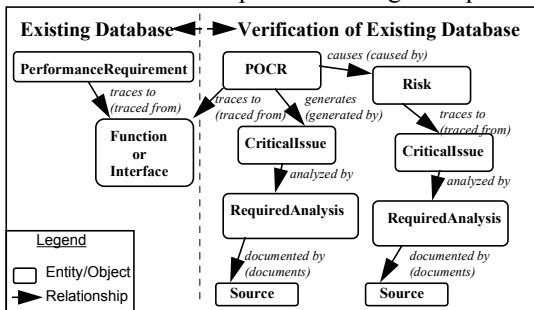 Existing Database
Verification of Existing Database
PerformanceRequirement
POCR
causes (caused by)
Risk
traces to
(traced from)
traces to
(traced from)
generates
(generated by)
traces to
(traced from)
Function
or
Interface
CriticalIssue
CriticalIssue
analyzed by
analyzed by
RequiredAnalysis
RequiredAnalysis
Legend
Entity/Object
Relationship
documented by
(documents)
documented by
(documents)
Source
Source